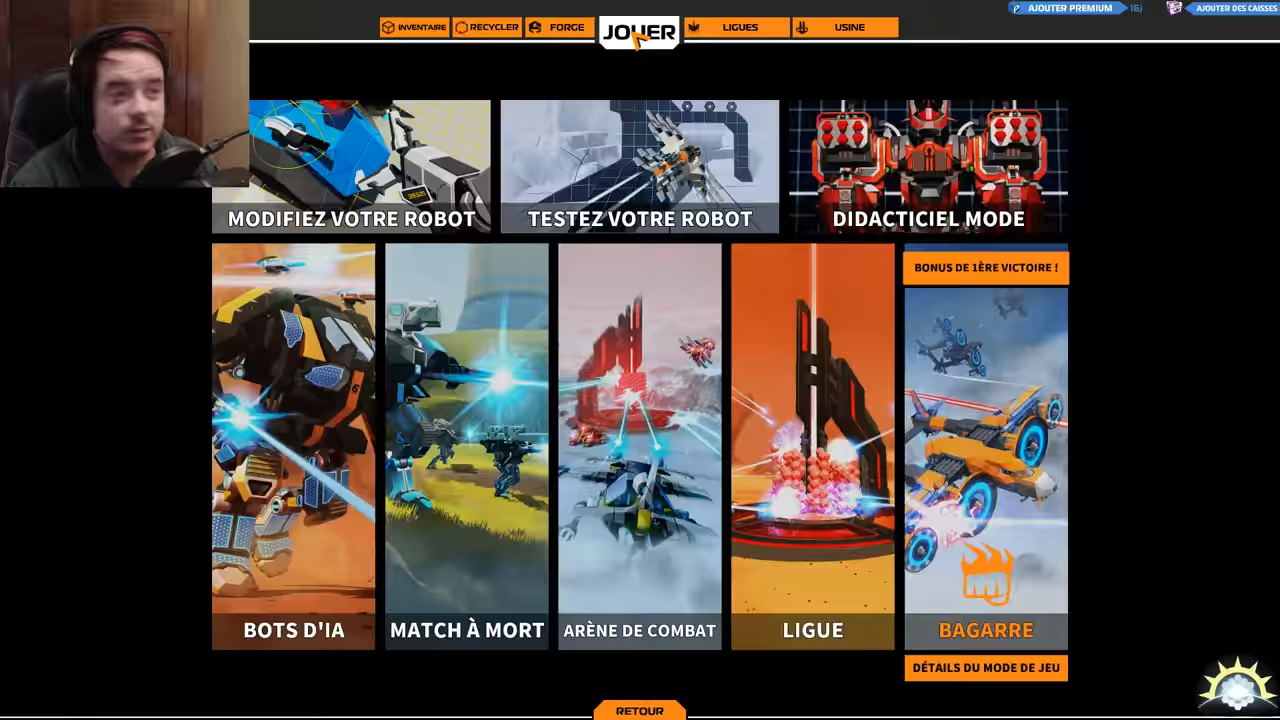 INVENTAIRE
RECYCLER
FORGE
JOUER
LIGUES
USINE
AJOUTER PREMIUM
AJOUTER DES CAISSES
MODIFIEZ VOTRE ROBOT
TESTEZ VOTRE ROBOT
DIDACTICIEL MODE
BONUS DE 1ÈRE VICTOIRE !
BOTS D'IA
MATCH À MORT
ARÈNE DE COMBAT
LIGUE
BAGARRE
DÉTAILS DU MODE DE JEU
RETOUR